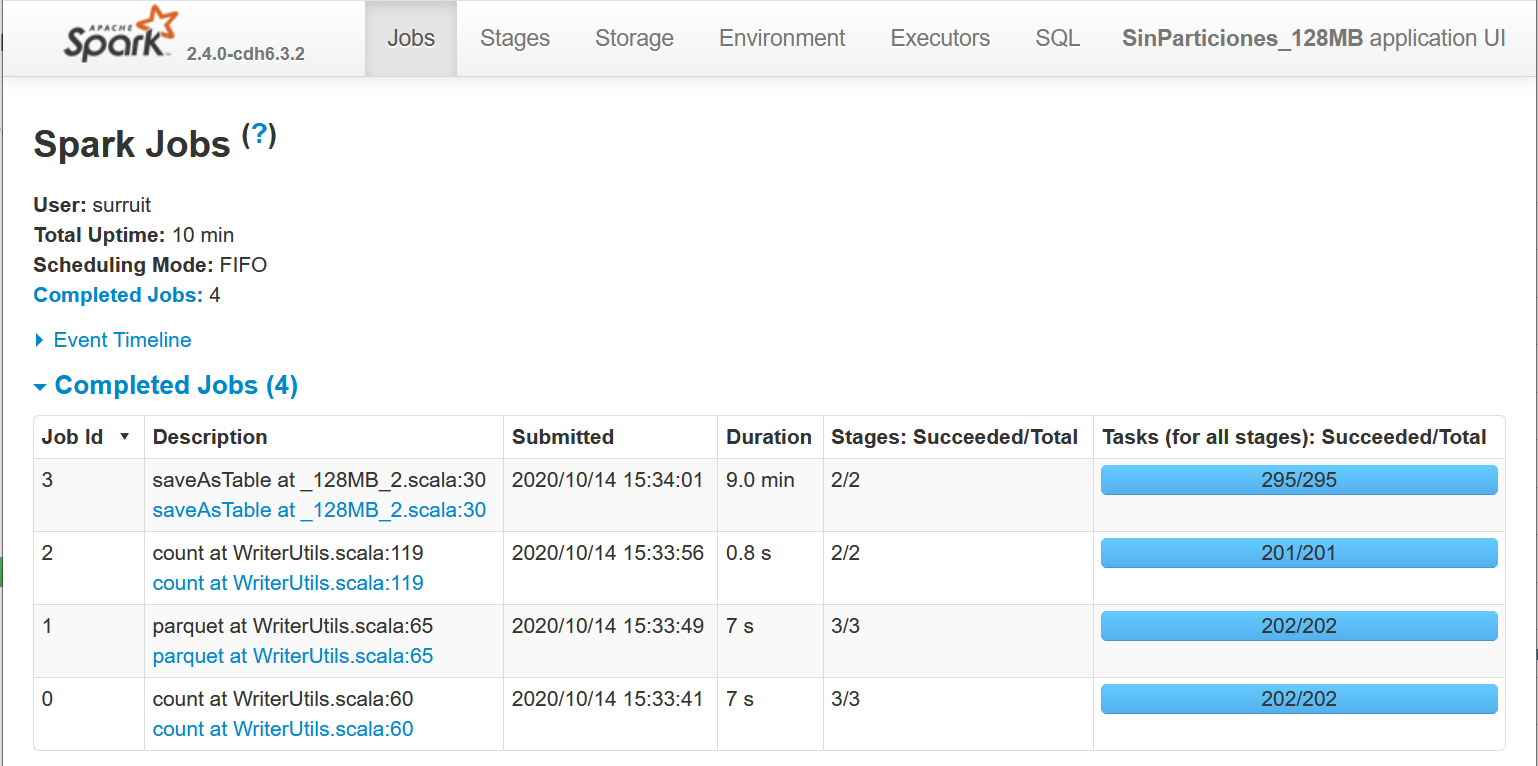 APACHE
Spark 2.4.0-cdh6.3.2 Jobs Stages Storage Environment Executors SQL SinParticiones_128MB application UI
Spark Jobs (?)
User: surruit
Total Uptime: 10 min
Scheduling Mode: FIFO
Completed Jobs: 4
Event Timeline
Completed Jobs (4)
Job Id ▾ Description Submitted Duration Stages: Succeeded/Total Tasks (for all stages): Succeeded/Total
3 saveAsTable at _128MB_2.scala:30 2020/10/14 15:34:01 9.0 min 2/2 295/295
saveAsTable at _128MB_2.scala:30
2 count at WriterUtils.scala:119 2020/10/14 15:33:56 0.8 s 2/2 201/201
count at WriterUtils.scala:119
1 parquet at WriterUtils.scala:65 2020/10/14 15:33:49 7 s 3/3 202/202
parquet at WriterUtils.scala:65
0 count at WriterUtils.scala:60 2020/10/14 15:33:41 7 s 3/3 202/202
count at WriterUtils.scala:60